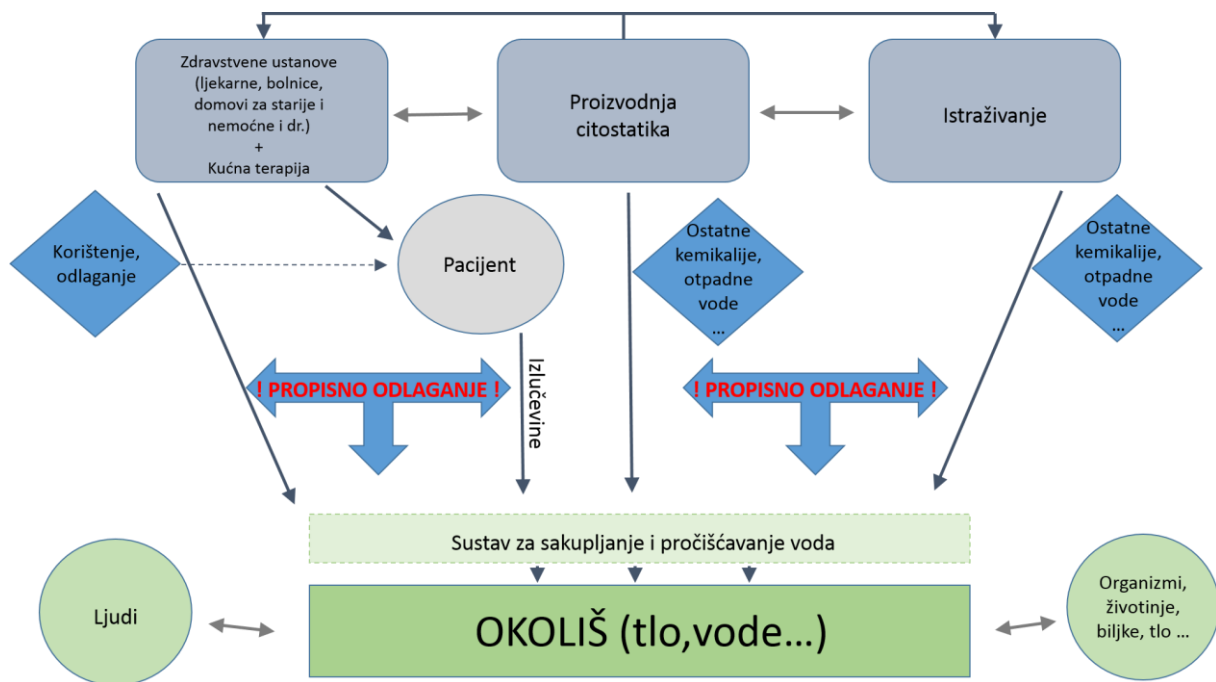 Zdravstvene ustanove
(ljekarne, bolnice,
domovi za starije i
nemoćne i dr.)
+
Kućna terapija
Proizvodnja
citostatika
Istraživanje
Korištenje,
odlaganje
Pacijent
Ostatne
kemikalije,
otpadne
vode
...
Ostatne
kemikalije,
otpadne
vode
...
! PROPISNO ODLAGANJE !
Izlučevine
! PROPISNO ODLAGANJE !
Sustav za sakupljanje i pročišćavanje voda
Ljudi
OKOLIŠ (tlo,vode...)
Organizmi,
životinje,
biljke, tlo ...